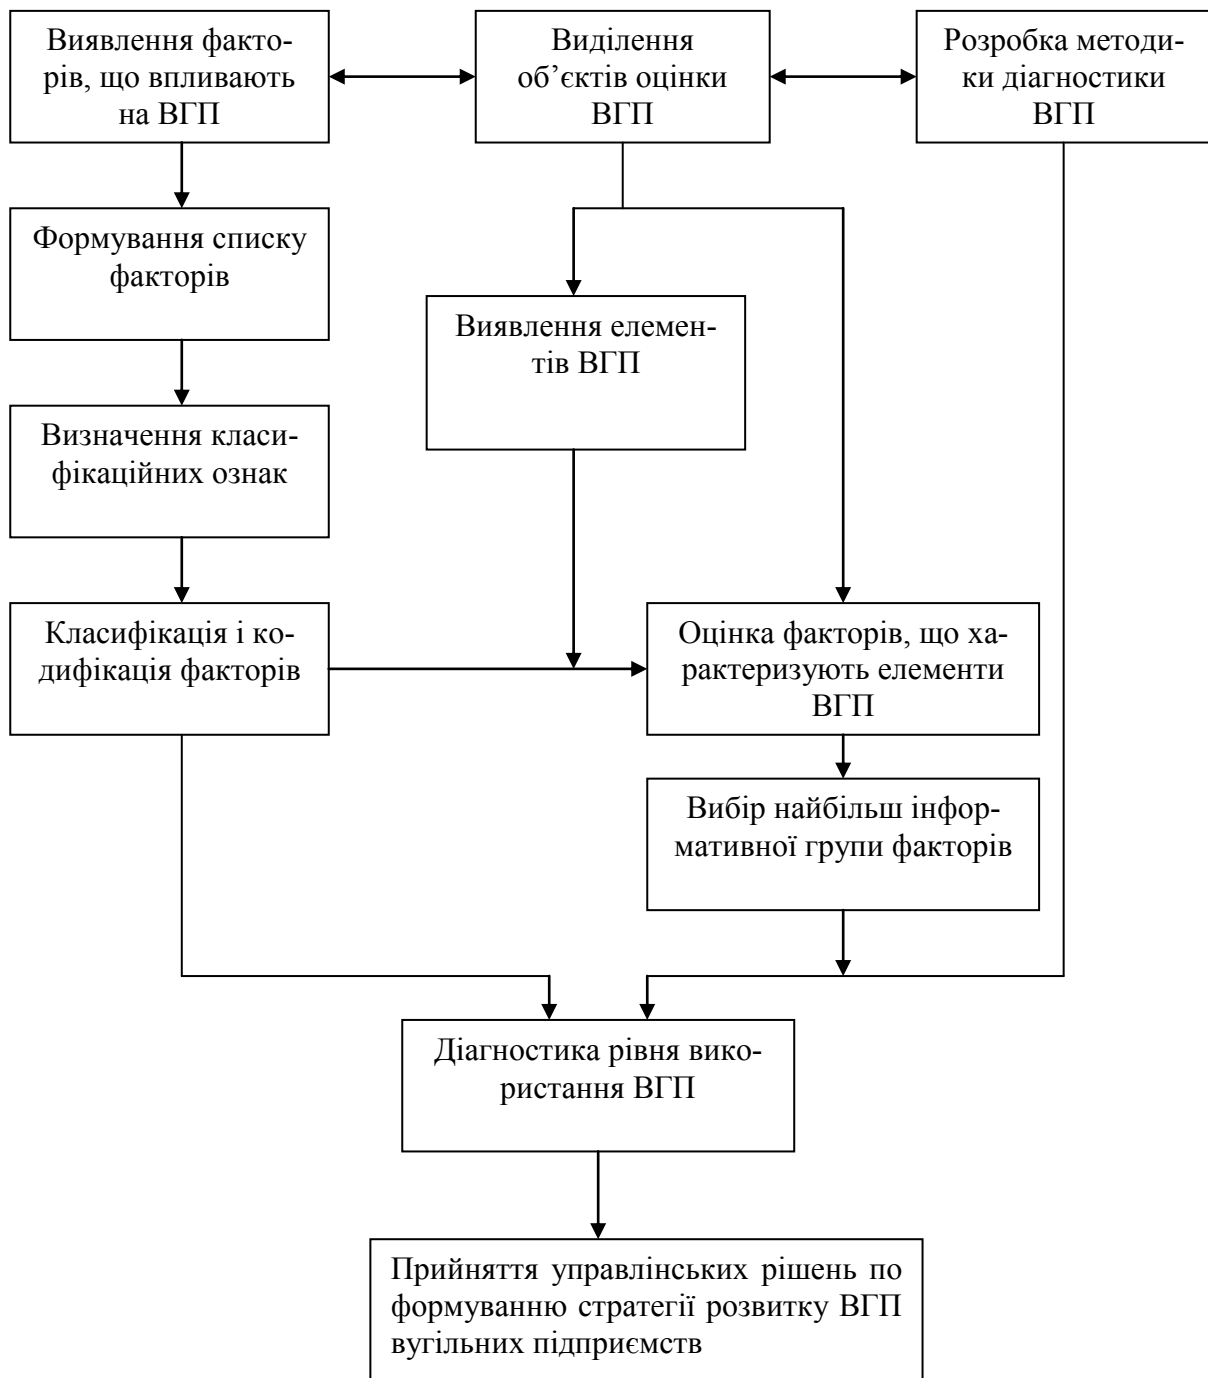 Виявлення факто-
рів, що впливають
на ВГП
Виділення
об’єктів оцінки
ВГП
Розробка методи-
ки діагностики
ВГП
Формування списку
факторів
Виявлення елемен-
тів ВГП
Визначення класи-
фікаційних ознак
Класифікація і ко-
дифікація факторів
Оцінка факторів, що ха-
рактеризують елементи
ВГП
Вибір найбільш інфор-
мативної групи факторів
Діагностика рівня вико-
ристання ВГП
Прийняття управлінських рішень по
формуванню стратегії розвитку ВГП
вугільних підприємств